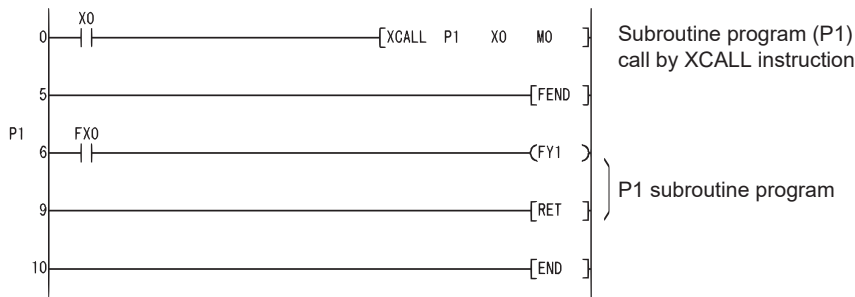 X0
0 [XCALL P1 X0 M0 ] Subroutine program (P1)
call by XCALL instruction
5 [FEND ]
P1 FX0
6 (FY1 )
P1 subroutine program
9 [RET ]
10 [END ]